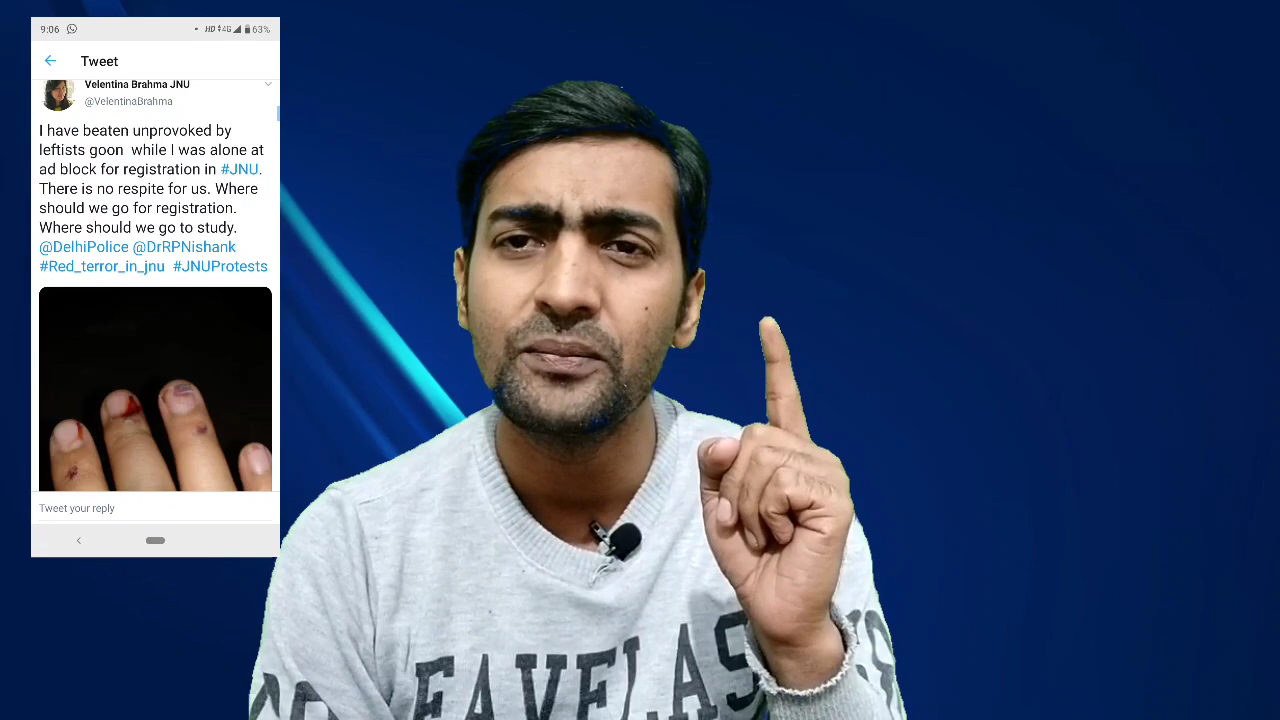 9:06 HD 4G 63%
Tweet
Velentina Brahma JNU
@VelentinaBrahma
I have beaten unprovoked by
leftists goon while I was alone at
ad block for registration in #JNU.
There is no respite for us. Where
should we go for registration.
Where should we go to study.
@DelhiPolice @DrRPNishank
#Red_terror_in_jnu #JNUProtests
Tweet your reply
FAVELAS